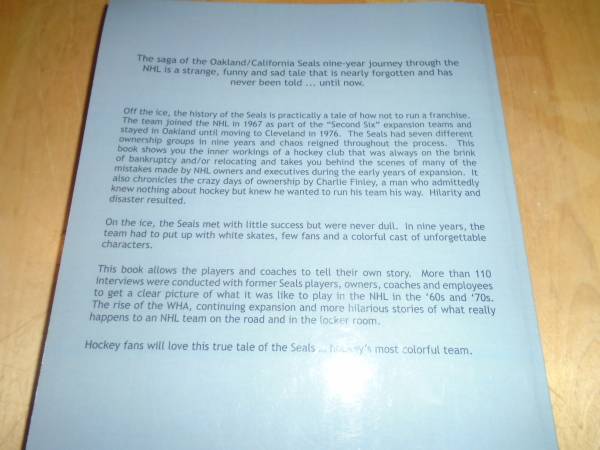 The saga of the Oakland/California Seals nine-year journey through the
NHL is a strange, funny and sad tale that is nearly forgotten and has
never been told ... until now.
Off the ice, the history of the Seals is practically a tale of how not to run a franchise.
The team joined the NHL in 1967 as part of the "Second Six" expansion teams and
stayed in Oakland until moving to Cleveland in 1976. The Seals had seven different
ownership groups in nine years and chaos reigned throughout the process. This
book shows you the inner workings of a hockey club that was always on the brink
of bankruptcy and/or relocating and takes you behind the scenes of many of the
mistakes made by NHL owners and executives during the early years of expansion. It
also chronicles the crazy days of ownership by Charlie Finley, a man who admittedly
knew nothing about hockey but knew he wanted to run his team his way. Hilarity and
disaster resulted.
On the ice, the Seals met with little success but were never dull. In nine years, the
team had to put up with white skates, few fans and a colorful cast of unforgettable
characters.
This book allows the players and coaches to tell their own story. More than 110
interviews were conducted with former Seals players, owners, coaches and employees
to get a clear picture of what it was like to play in the NHL in the '60s and '70s.
The rise of the WHA, continuing expansion and more hilarious stories of what really
happens to an NHL team on the road and in the locker room.
Hockey fans will love this true tale of the Seals ... hockey's most colorful team.